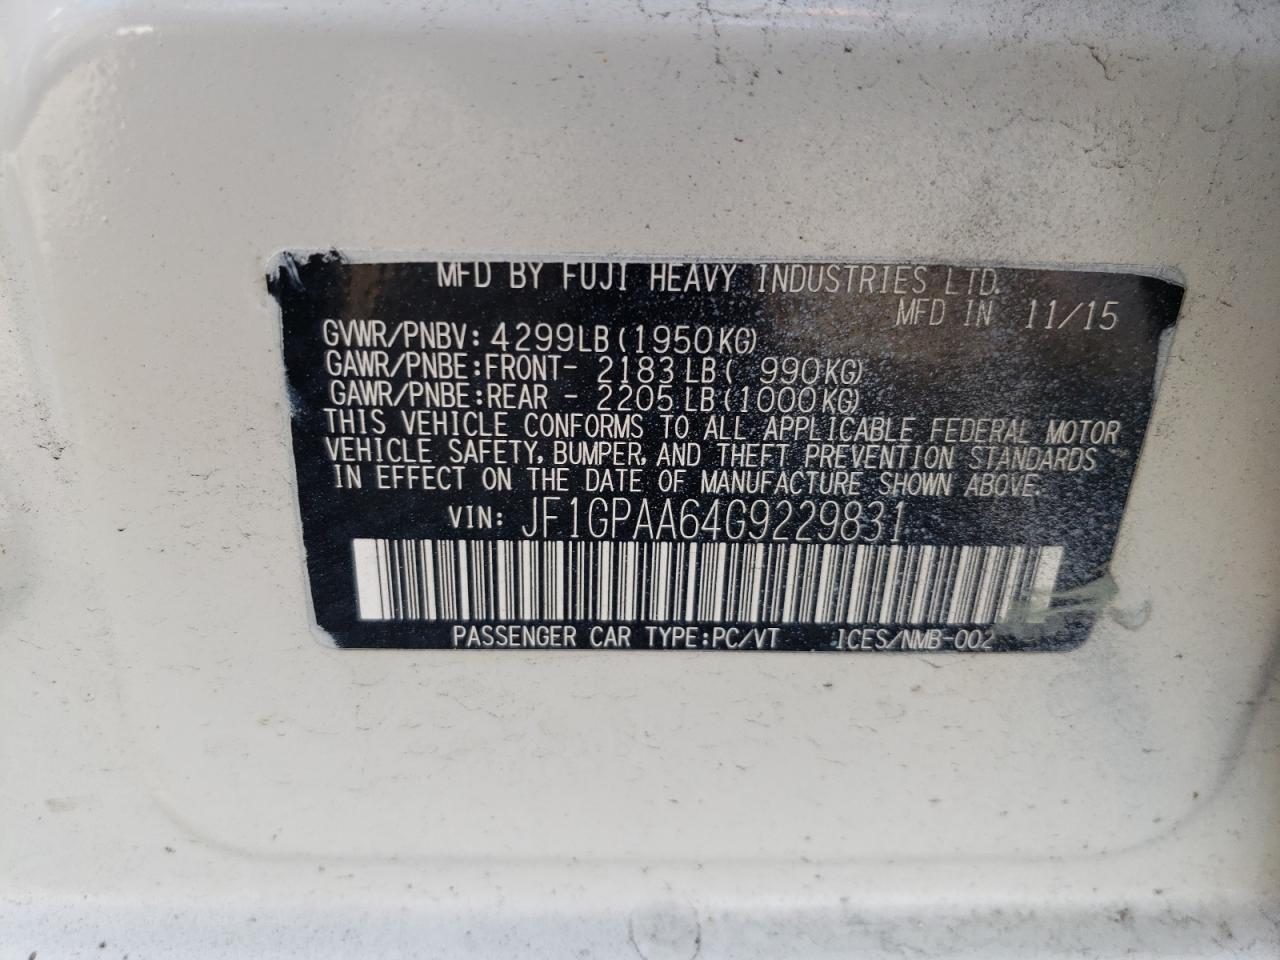 MFD BY FUJI HEAVY INDUSTRIES LTD.
MFD IN 11/15
GVWR/PNBV: 4299LB(1950KG)
GAWR/PNBE:FRONT- 2183LB( 990KG)
GAWR/PNBE:REAR - 2205LB(1000KG)
THIS VEHICLE CONFORMS TO ALL APPLICABLE FEDERAL MOTOR
VEHICLE SAFETY, BUMPER, AND THEFT PREVENTION STANDARDS
IN EFFECT ON THE DATE OF MANUFACTURE SHOWN ABOVE.
VIN: JF1GPAA64G9229831
PASSENGER CAR TYPE:PC/VT ICES/NMB-002